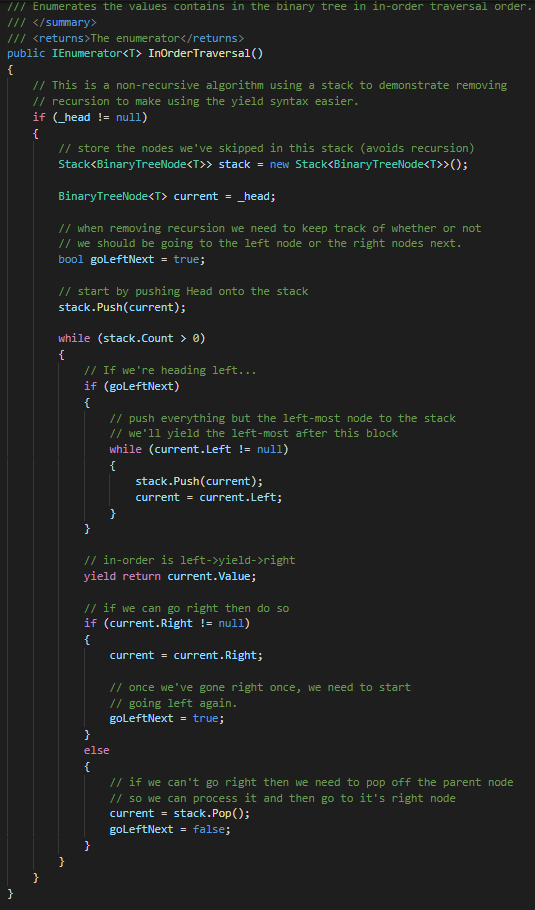 /// Enumerates the values contains in the binary tree in in-order traversal order.
/// </summary>
/// <returns>The enumerator</returns>
public IEnumerator<T> InOrderTraversal()
{
    // This is a non-recursive algorithm using a stack to demonstrate removing
    // recursion to make using the yield syntax easier.
    if (_head != null)
    {
        // store the nodes we've skipped in this stack (avoids recursion)
        Stack<BinaryTreeNode<T>> stack = new Stack<BinaryTreeNode<T>>();

        BinaryTreeNode<T> current = _head;

        // when removing recursion we need to keep track of whether or not
        // we should be going to the left node or the right nodes next.
        bool goLeftNext = true;

        // start by pushing Head onto the stack
        stack.Push(current);

        while (stack.Count > 0)
        {
            // If we're heading left...
            if (goLeftNext)
            {
                // push everything but the left-most node to the stack
                // we'll yield the left-most after this block
                while (current.Left != null)
                {
                    stack.Push(current);
                    current = current.Left;
                }
            }

            // in-order is left->yield->right
            yield return current.Value;

            // if we can go right then do so
            if (current.Right != null)
            {
                current = current.Right;

                // once we've gone right once, we need to start
                // going left again.
                goLeftNext = true;
            }
            else
            {
                // if we can't go right then we need to pop off the parent node
                // so we can process it and then go to it's right node
                current = stack.Pop();
                goLeftNext = false;
            }
        }
    }
}